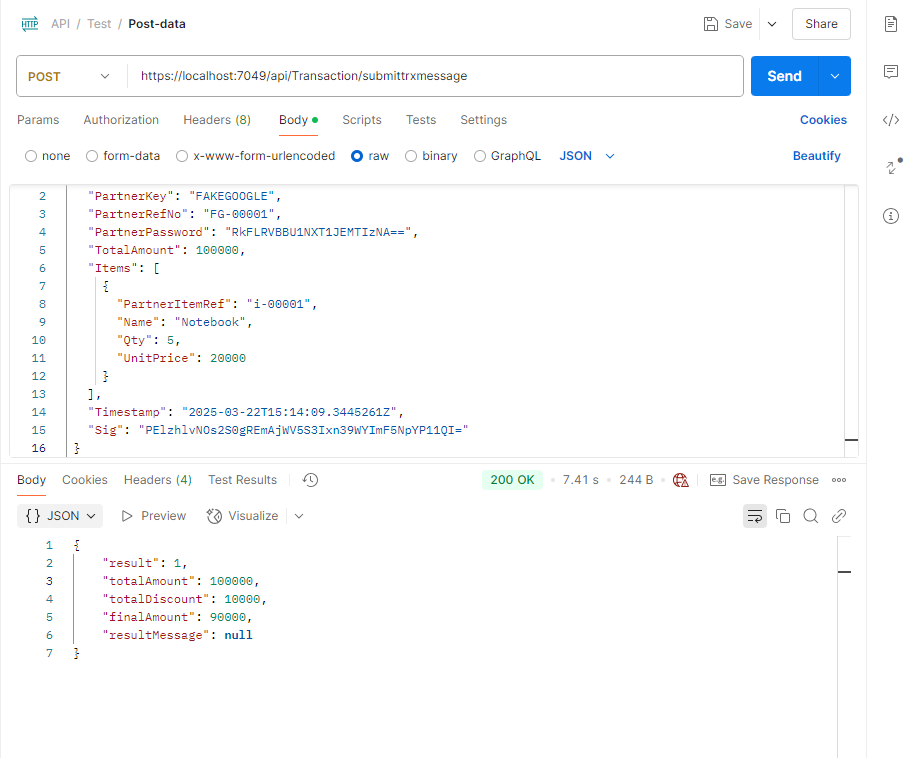 HTTP API / Test / Post-data Save Share
POST https://localhost:7049/api/Transaction/submittrxmessage Send
Params Authorization Headers (8) Body Scripts Tests Settings Cookies
none form-data x-www-form-urlencoded raw binary GraphQL JSON Beautify
2 "PartnerKey": "FAKEGOOGLE",
3 "PartnerRefNo": "FG-00001",
4 "PartnerPassword": "RkFLRVBBU1NXT1JEMTIzNA==",
5 "TotalAmount": 100000,
6 "Items": [
7 {
8 "PartnerItemRef": "i-00001",
9 "Name": "Notebook",
10 "Qty": 5,
11 "UnitPrice": 20000
12 }
13 ],
14 "Timestamp": "2025-03-22T15:14:09.3445261Z",
15 "Sig": "PElzhlvNOs2S0gREmAjWV5S3Ixn39WYImF5NpYP11QI="
16 }
Body Cookies Headers (4) Test Results 200 OK 7.41 s 244 B e.g. Save Response
{} JSON Preview Visualize
1 {
2 "result": 1,
3 "totalAmount": 100000,
4 "totalDiscount": 10000,
5 "finalAmount": 90000,
6 "resultMessage": null
7 }